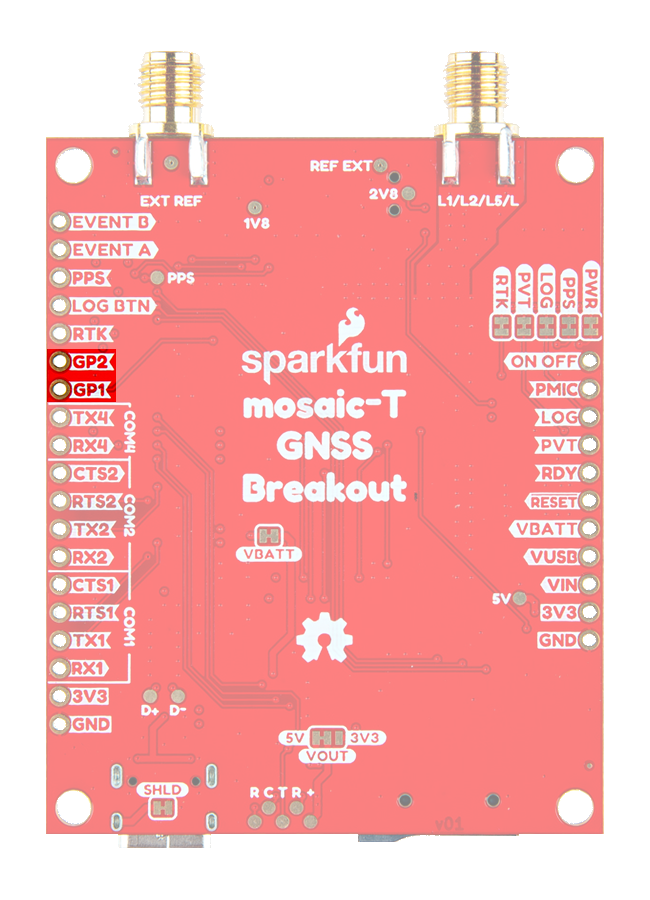 EXT REF
REF EXT
2V8
L1/L2/L5/L
1V8
EVENT B
EVENT A
PPS
PPS
LOG BTN
RTK
GP2
GP1
TX4
RX4
COM4
CTS2
RTS2
TX2
RX2
COM2
CTS1
RTS1
TX1
RX1
COM1
3V3
GND
RTK
PVT
LOG
PPS
PWR
sparkfun
mosaic-T
GNSS
Breakout
VBATT
ON OFF
PMIC
LOG
PVT
RDY
RESET
VBATT
VUSB
VIN
5V
3V3
GND
D+ D-
5V 3V3
VOUT
SHLD
R C T R +
v01